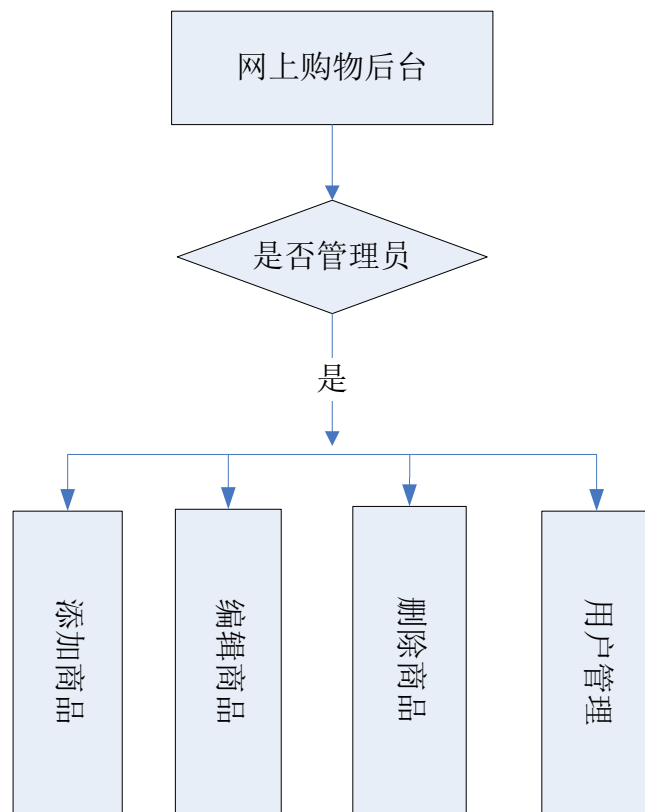 网上购物后台
是否管理员
是
添加商品
编辑商品
删除商品
用户管理